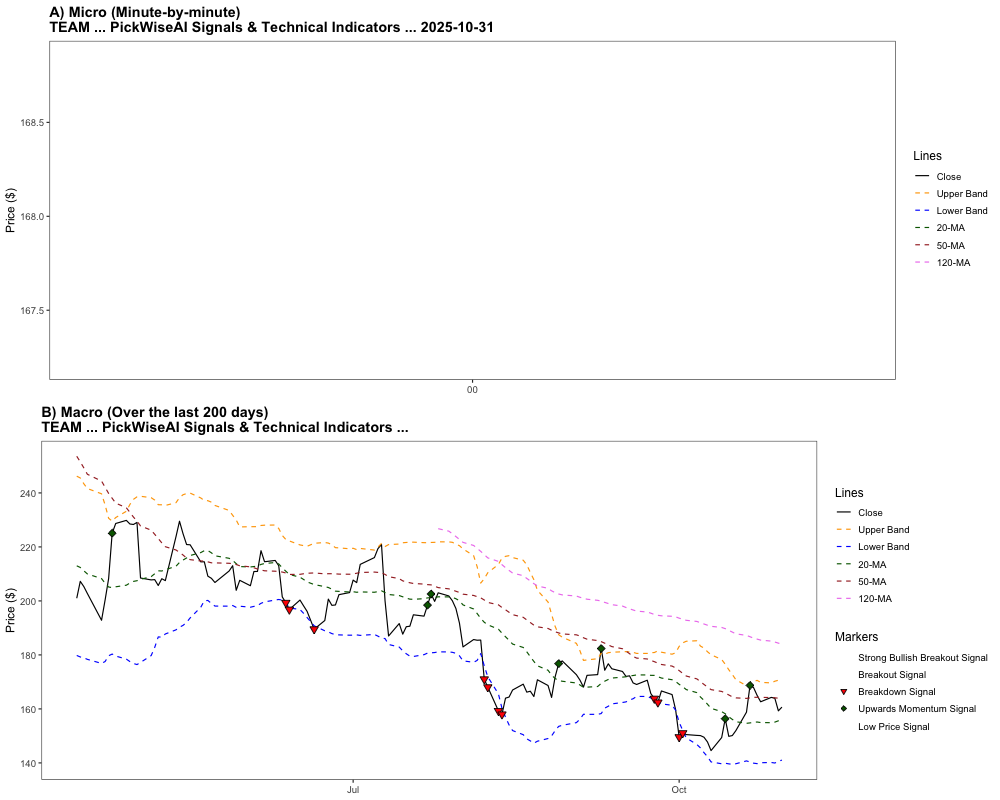 A) Micro (Minute-by-minute)
TEAM ... PickWiseAI Signals & Technical Indicators ... 2025-10-31
168.5
168.0
167.5
Price ($)
00
Lines
Close
Upper Band
Lower Band
20-MA
50-MA
120-MA
B) Macro (Over the last 200 days)
TEAM ... PickWiseAI Signals & Technical Indicators ...
240
220
200
180
160
140
Price ($)
Jul
Oct
Lines
Close
Upper Band
Lower Band
20-MA
50-MA
120-MA
Markers
Strong Bullish Breakout Signal
Breakout Signal
Breakdown Signal
Upwards Momentum Signal
Low Price Signal